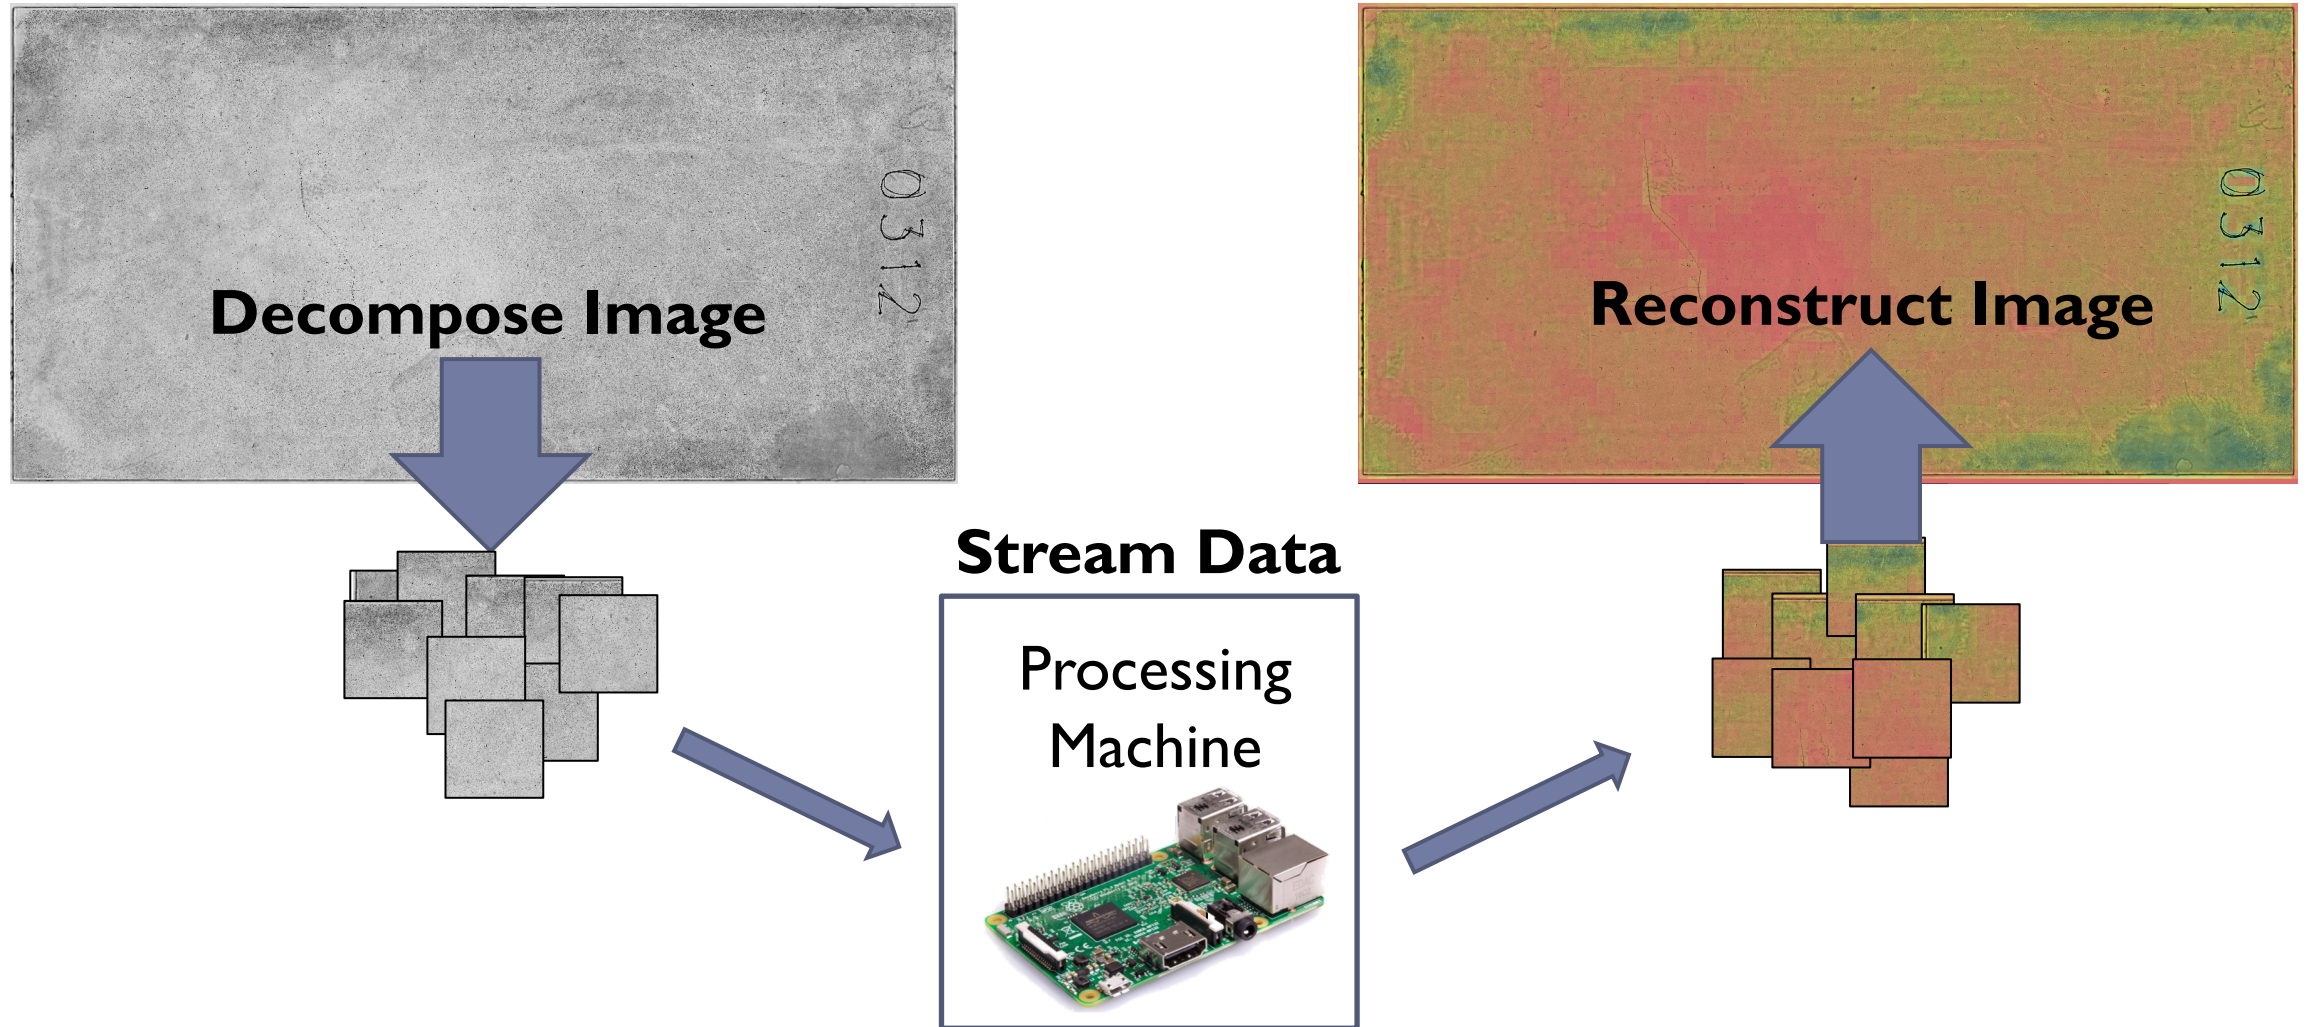 Decompose Image
0312
Reconstruct Image
0312
Stream Data
Processing
Machine